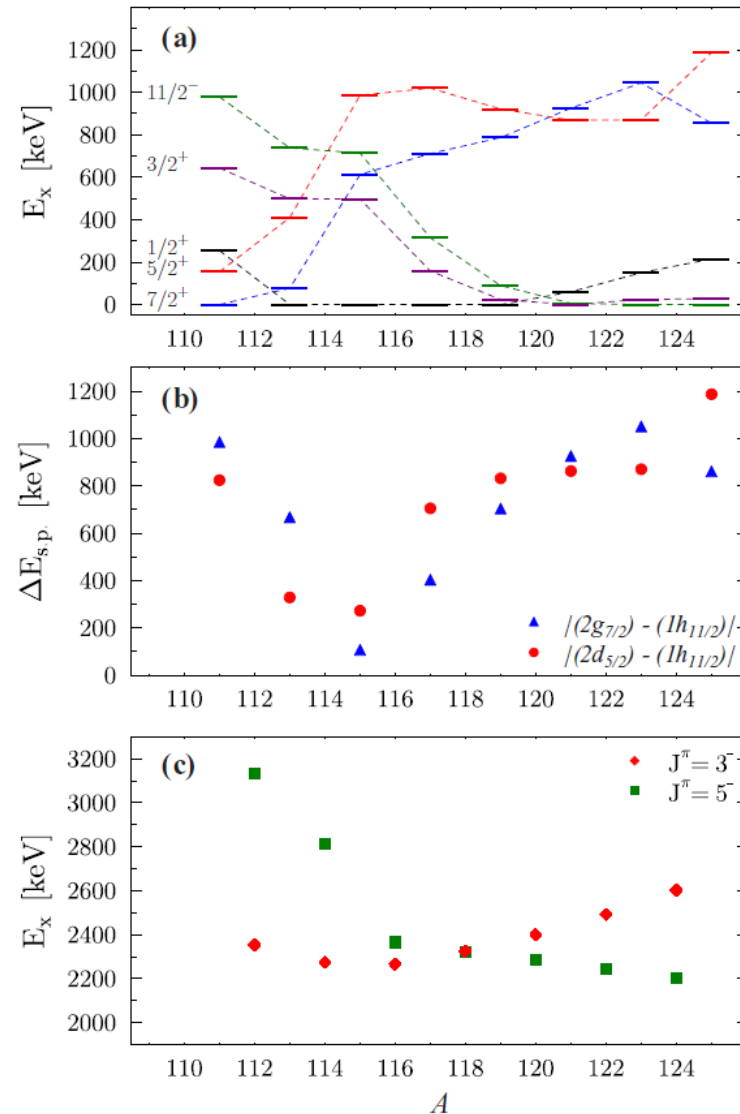 (a)
1200
1000
800
600
400
200
0
E_x [keV]
11/2⁻
3/2⁺
1/2⁺
5/2⁺
7/2⁺
110 112 114 116 118 120 122 124
(b)
1200
1000
800
600
400
200
0
ΔE_s.p. [keV]
|(2g_7/2) - (1h_11/2)|
|(2d_5/2) - (1h_11/2)|
110 112 114 116 118 120 122 124
(c)
3200
3000
2800
2600
2400
2200
2000
E_x [keV]
J^π = 3⁻
J^π = 5⁻
110 112 114 116 118 120 122 124
A